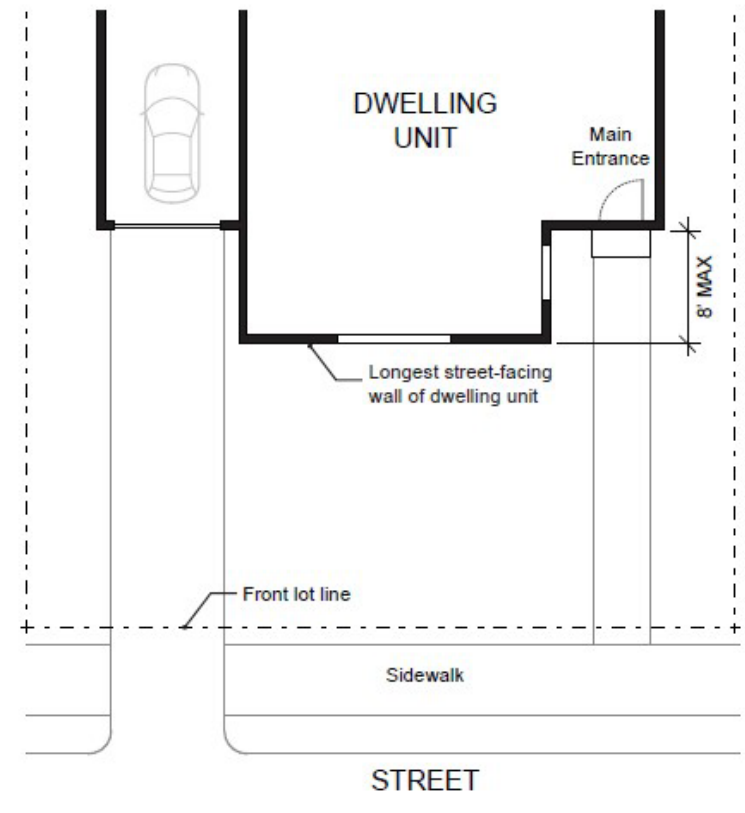 DWELLING
UNIT
Main
Entrance
8' MAX
Longest street-facing
wall of dwelling unit
Front lot line
Sidewalk
STREET